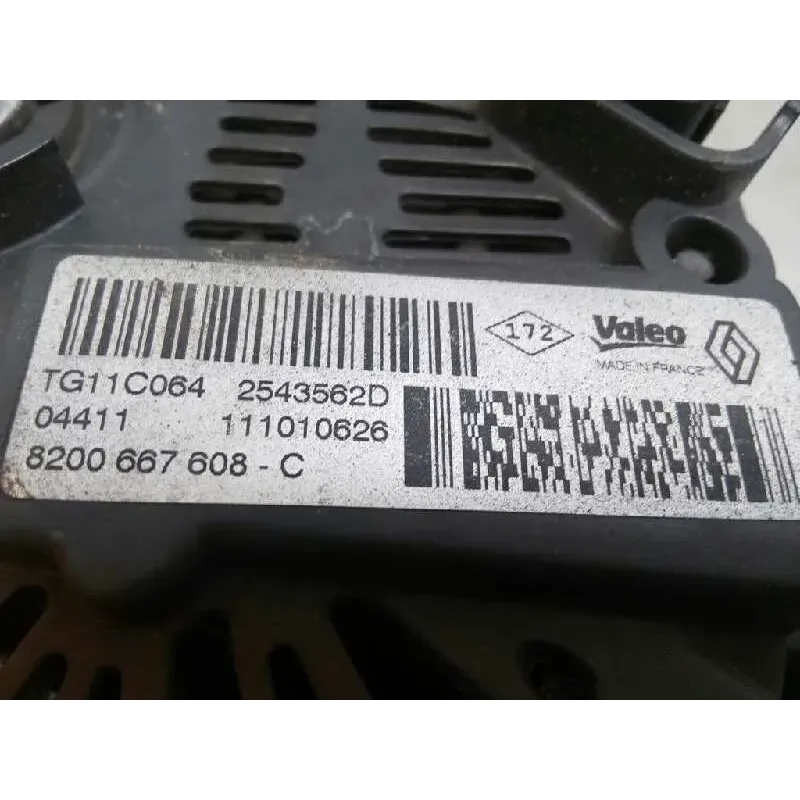 172 Valeo
MADE IN FRANCE
TG11C064 2543562D
04411 111010626
8200 667 608 - C